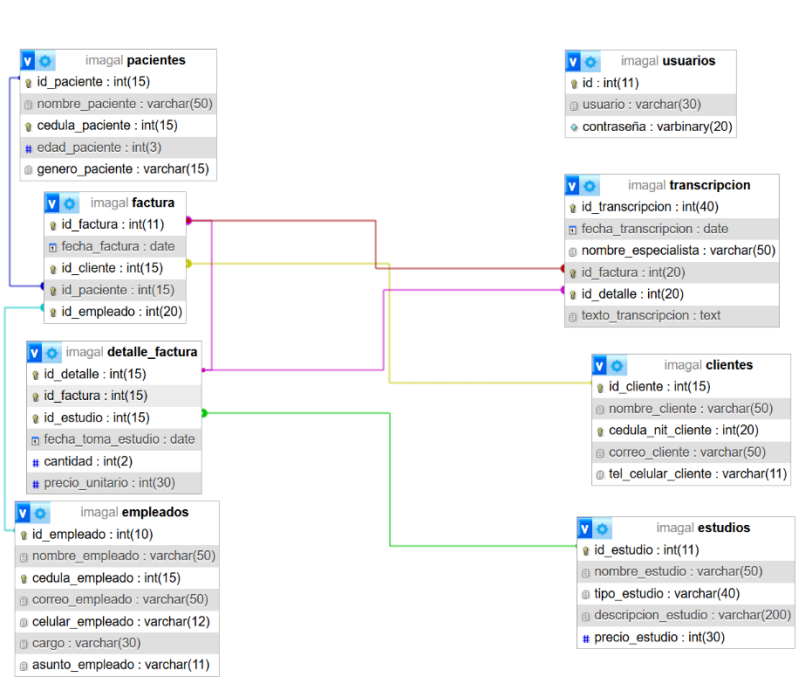 imagal pacientes
id_paciente : int(15)
nombre_paciente : varchar(50)
cedula_paciente : int(15)
edad_paciente : int(3)
genero_paciente : varchar(15)
imagal factura
id_factura : int(11)
fecha_factura : date
id_cliente : int(15)
id_paciente : int(15)
id_empleado : int(20)
imagal detalle_factura
id_detalle : int(15)
id_factura : int(15)
id_estudio : int(15)
fecha_toma_estudio : date
cantidad : int(2)
precio_unitario : int(30)
imagal empleados
id_empleado : int(10)
nombre_empleado : varchar(50)
cedula_empleado : int(15)
correo_empleado : varchar(50)
celular_empleado : varchar(12)
cargo : varchar(30)
asunto_empleado : varchar(11)
imagal usuarios
id : int(11)
usuario : varchar(30)
contraseña : varbinary(20)
imagal transcripcion
id_transcripcion : int(40)
fecha_transcripcion : date
nombre_especialista : varchar(50)
id_factura : int(20)
id_detalle : int(20)
texto_transcripcion : text
imagal clientes
id_cliente : int(15)
nombre_cliente : varchar(50)
cedula_nit_cliente : int(20)
correo_cliente : varchar(50)
tel_celular_cliente : varchar(11)
imagal estudios
id_estudio : int(11)
nombre_estudio : varchar(50)
tipo_estudio : varchar(40)
descripcion_estudio : varchar(200)
precio_estudio : int(30)